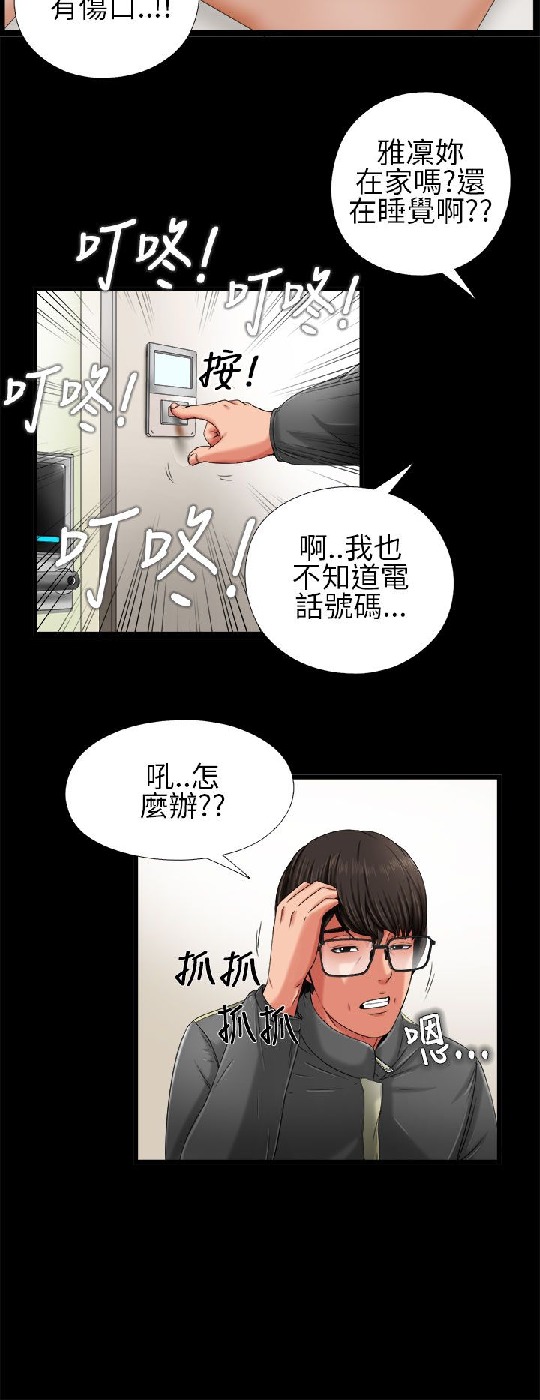 有傷口..!!
雅凜妳
在家嗎?還
在睡覺啊??
叮咚!
叮咚!
按!
叮咚!
叮咚!
啊..我也
不知道電
話號碼...
吼..怎
麼辦??
抓抓
抓抓
嗯...